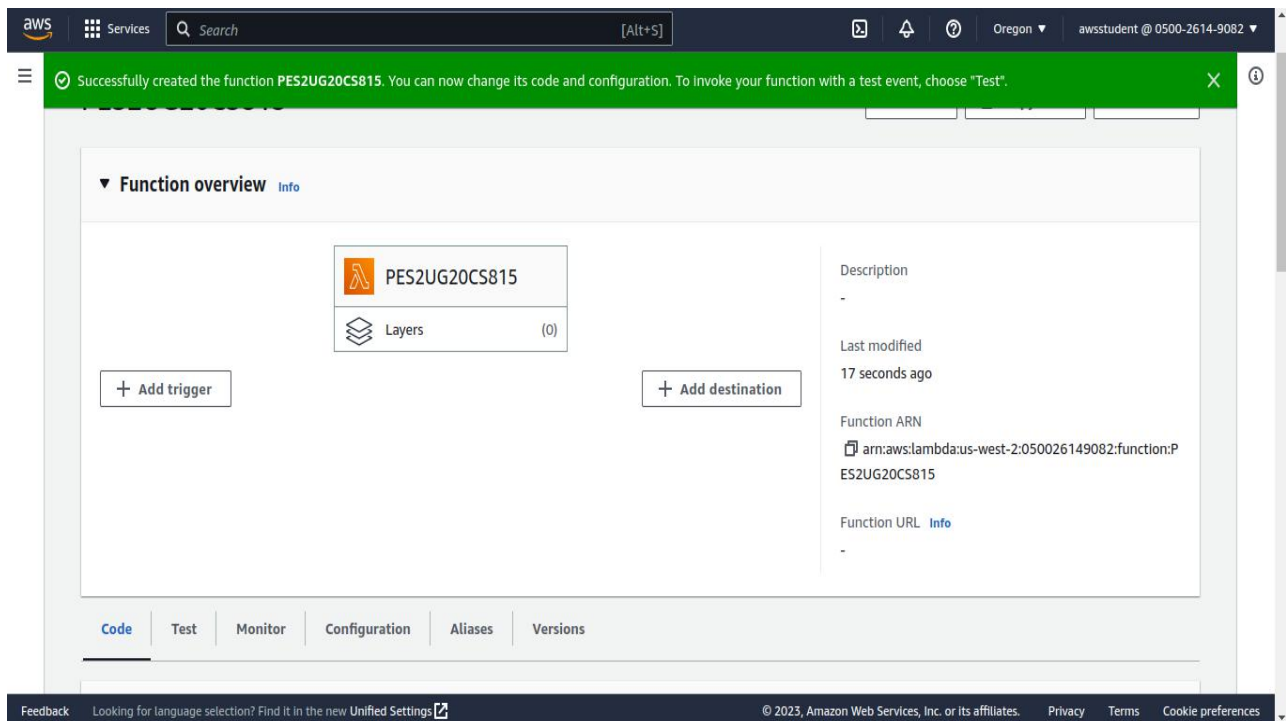 aws
Services
Search
[Alt+S]
Oregon
awsstudent @ 0500-2614-9082
Successfully created the function PES2UG20CS815. You can now change its code and configuration. To invoke your function with a test event, choose "Test".
Function overview Info
PES2UG20CS815
Layers (0)
+ Add trigger
+ Add destination
Description
-
Last modified
17 seconds ago
Function ARN
arn:aws:lambda:us-west-2:050026149082:function:P
ES2UG20CS815
Function URL Info
-
Code Test Monitor Configuration Aliases Versions
Feedback Looking for language selection? Find it in the new Unified Settings © 2023, Amazon Web Services, Inc. or its affiliates. Privacy Terms Cookie preferences